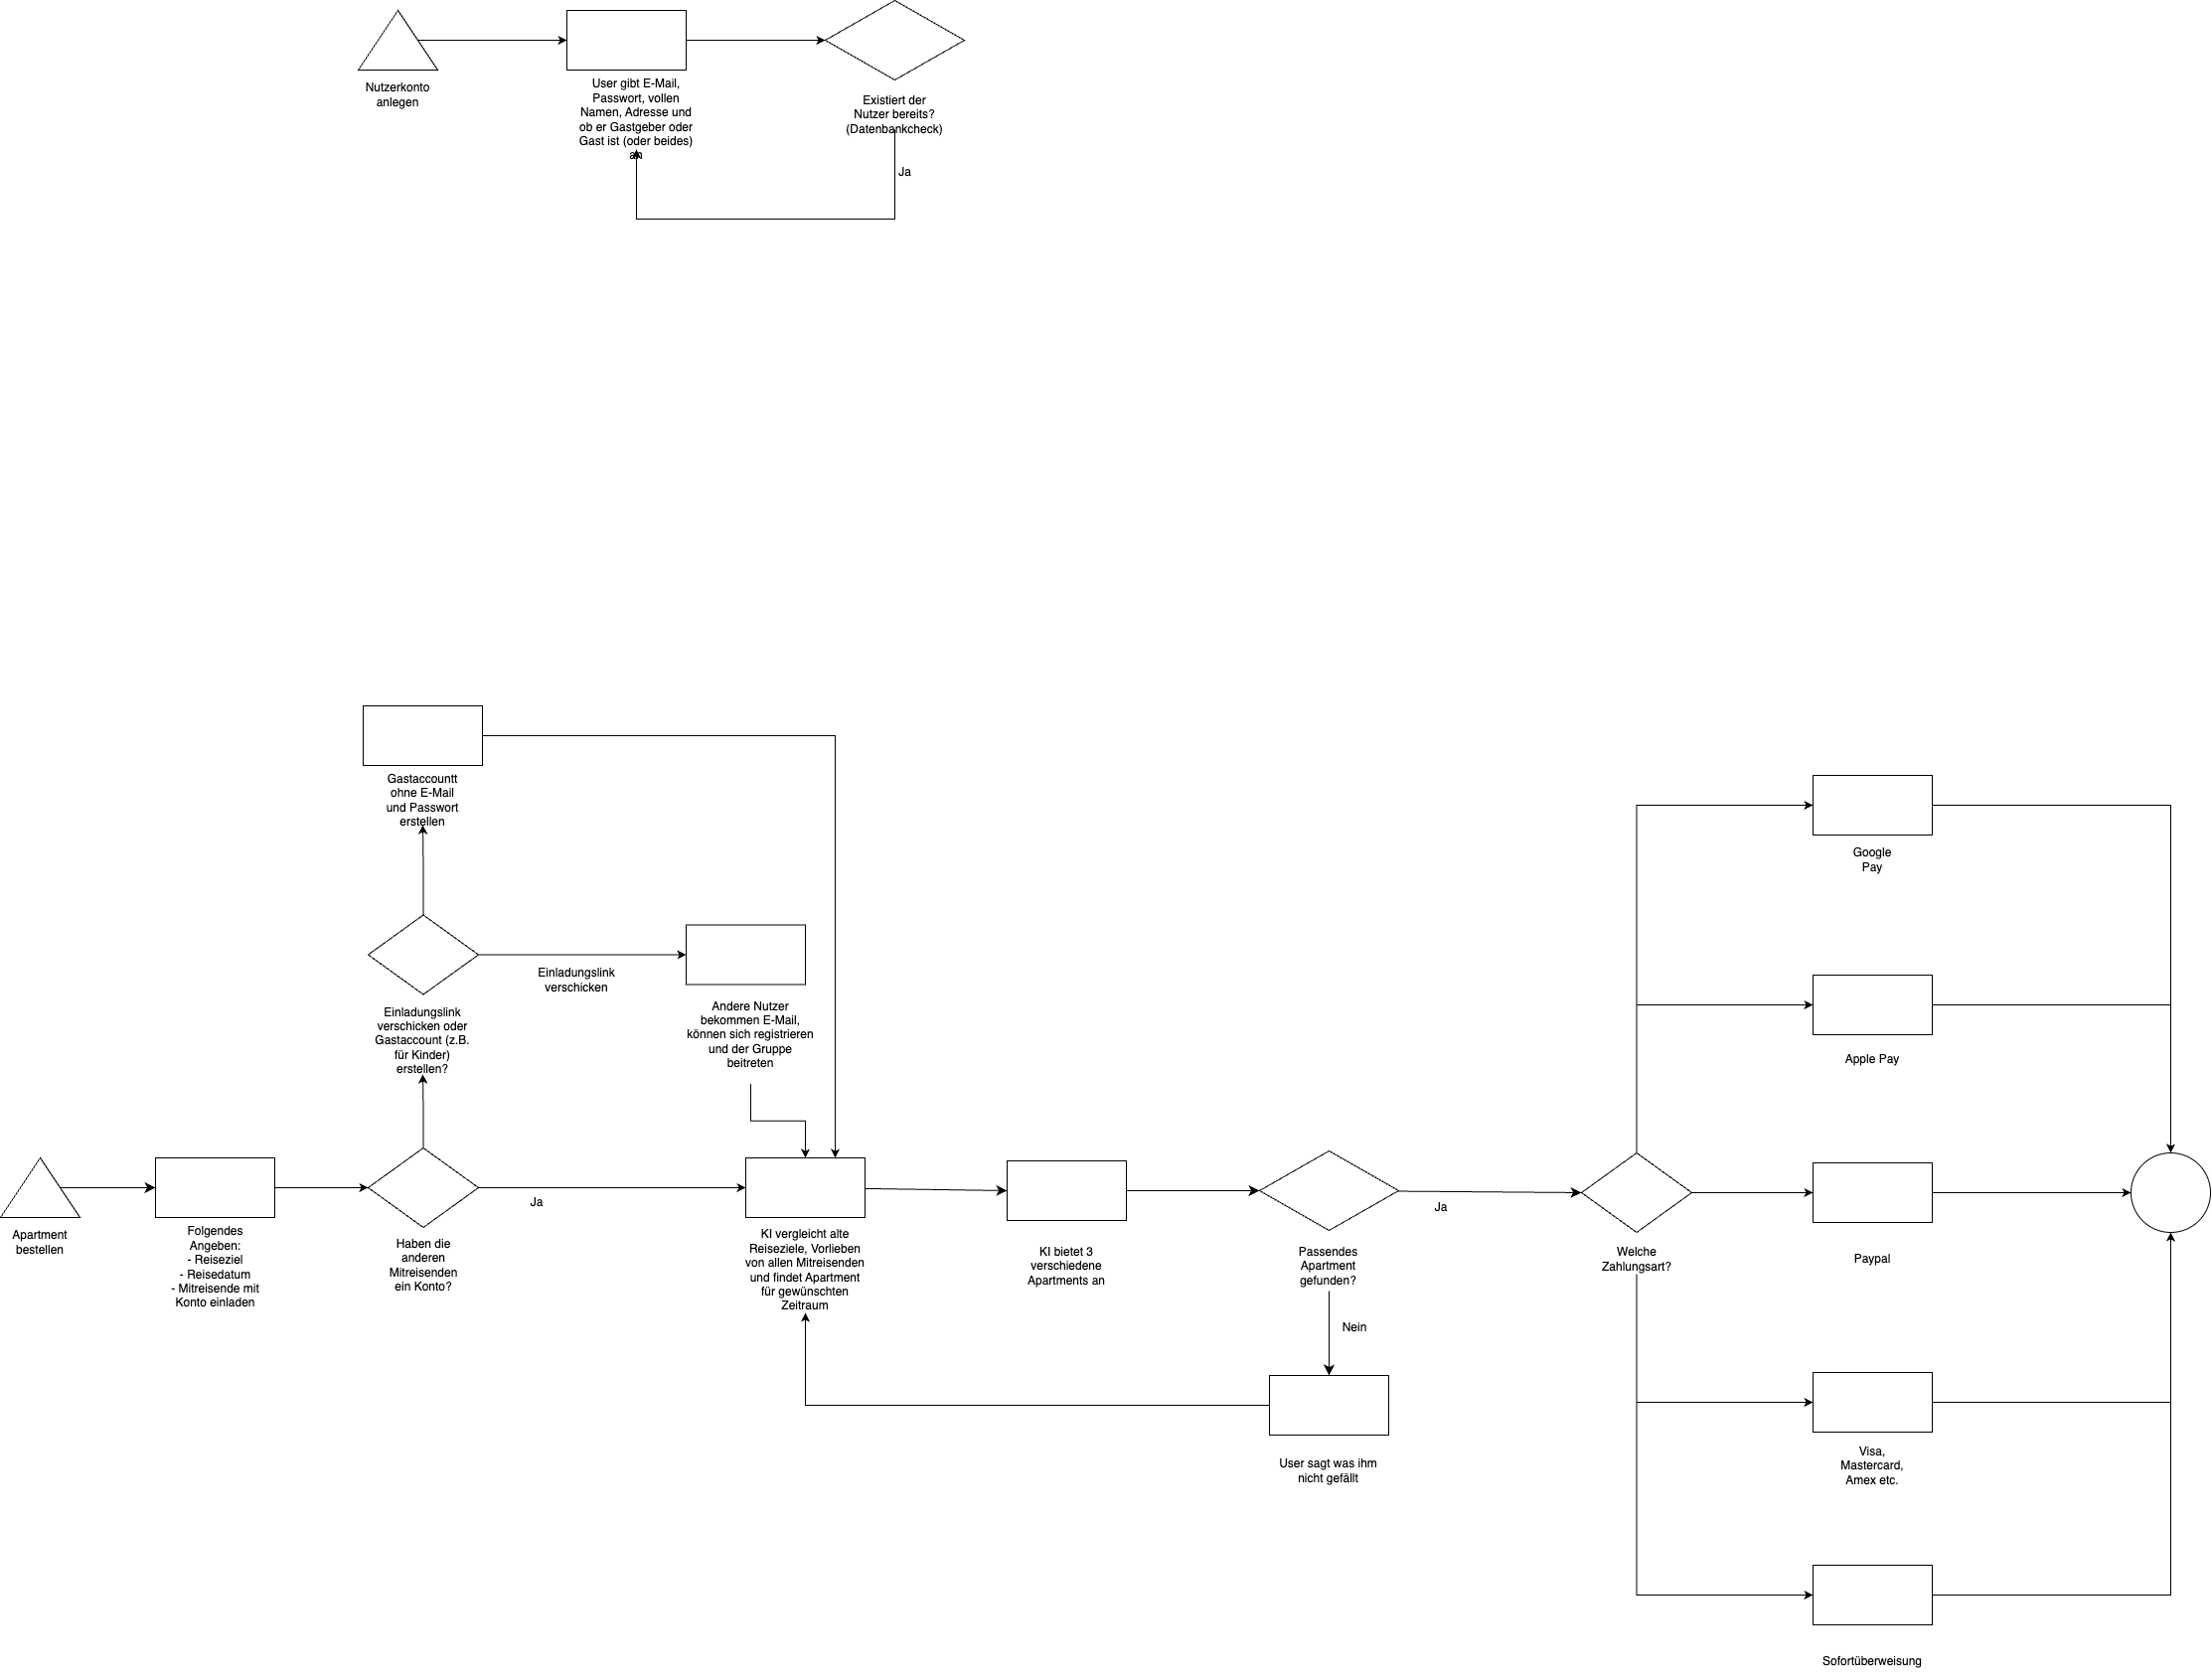 Nutzerkonto
anlegen
User gibt E-Mail,
Passwort, vollen
Namen, Adresse und
ob er Gastgeber oder
Gast ist (oder beides)
an
Existiert der
Nutzer bereits?
(Datenbankcheck)
Ja
Gastaccountt
ohne E-Mail
und Passwort
erstellen
Einladungslink
verschicken oder
Gastaccount (z.B.
für Kinder)
erstellen?
Einladungslink
verschicken
Andere Nutzer
bekommen E-Mail,
können sich registrieren
und der Gruppe
beitreten
Apartment
bestellen
Folgendes
Angeben:
- Reiseziel
- Reisedatum
- Mitreisende mit
Konto einladen
Haben die
anderen
Mitreisenden
ein Konto?
Ja
KI vergleicht alte
Reiseziele, Vorlieben
von allen Mitreisenden
und findet Apartment
für gewünschten
Zeitraum
KI bietet 3
verschiedene
Apartments an
Passendes
Apartment
gefunden?
Ja
Nein
User sagt was ihm
nicht gefällt
Welche
Zahlungsart?
Google
Pay
Apple Pay
Paypal
Visa,
Mastercard,
Amex etc.
Sofortüberweisung